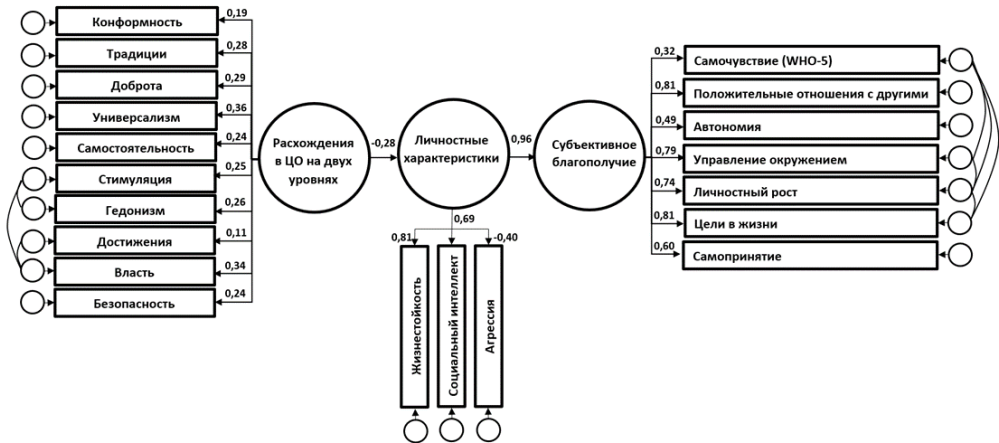 Конформность
0,19
Традиции
0,28
Доброта
0,29
Универсализм
0,36
Самостоятельность
0,24
Стимуляция
0,25
Гедонизм
0,26
Достижения
0,11
Власть
0,34
Безопасность
0,24
Расхождения
в ЦО на двух
уровнях
-0,28
Личностные
характеристики
0,96
Субъективное
благополучие
0,81
0,69
-0,40
Жизнестойкость
Социальный интеллект
Агрессия
0,32
Самочувствие (WHO-5)
0,81
Положительные отношения с другими
0,49
Автономия
0,79
Управление окружением
0,74
Личностный рост
0,81
Цели в жизни
0,60
Самопринятие